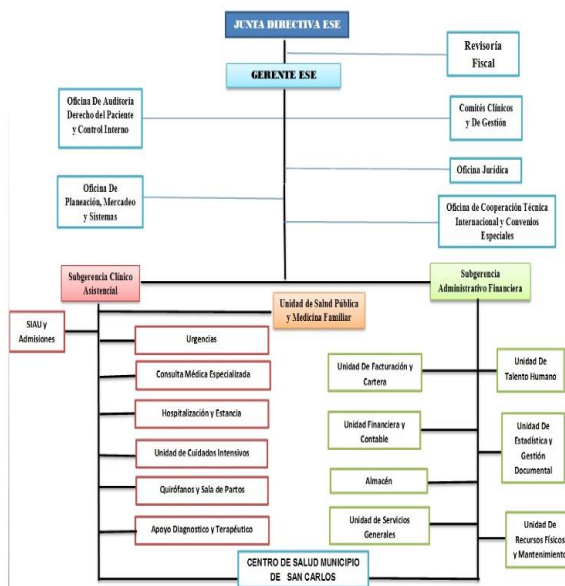 JUNTA DIRECTIVA ESE
Revisoría
Fiscal
GERENTE ESE
Oficina De Auditoria
Derecho del Paciente
y Control Interno
Comités Clínicos
y De Gestión
Oficina Jurídica
Oficina De
Planeación, Mercadeo
y Sistemas
Oficina de Cooperación Técnica
Internacional y Convenios
Especiales
Subgerencia Clínico
Asistencial
Subgerencia
Administrativo Financiera
Unidad de Salud Pública
y Medicina Familiar
SIAU y
Admisiones
Urgencias
Consulta Médica Especializada
Hospitalización y Estancia
Unidad de Cuidados Intensivos
Quirófanos y Sala de Partos
Apoyo Diagnostico y Terapéutico
Unidad De Facturación y
Cartera
Unidad De
Talento Humano
Unidad Financiera y
Contable
Unidad De
Estadística y
Gestión
Documental
Almacén
Unidad de Servicios
Generales
Unidad De
Recursos Físicos
y Mantenimiento
CENTRO DE SALUD MUNICIPIO
DE SAN CARLOS